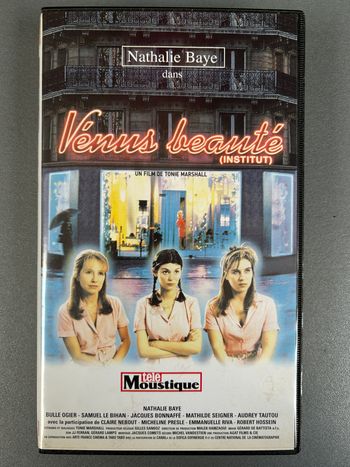 Nathalie Baye
dans
Vénus beauté
(INSTITUT)
UN FILM DE TONIE MARSHALL
télé
Moustique
NATHALIE BAYE
BULLE OGIER - SAMUEL LE BIHAN - JACQUES BONNAFFÉ - MATHILDE SEIGNER - AUDREY TAUTOU
avec la participation de CLAIRE NEBOUT - MICHELINE PRESLE - EMMANUELLE RIVA - ROBERT HOSSEIN